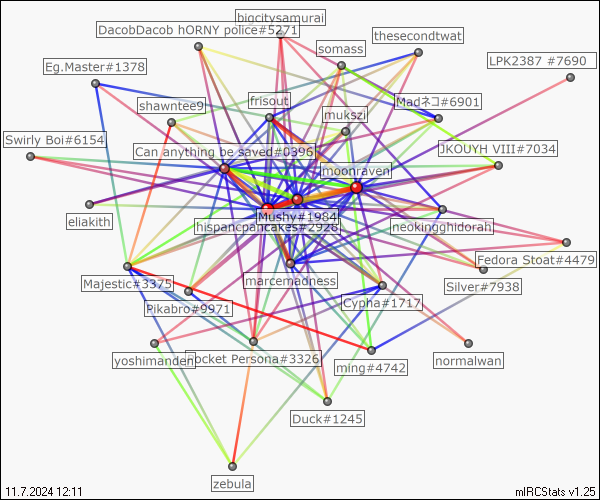 bigcitysamurai
DacobDacob hORNY police#5271
thesecondtwat
somass
LPK2387 #7690
Eg.Master#1378
frisout
Madネコ#6901
shawntee9
mukszi
Swirly Boi#6154
Can anything be saved#0396
JKOUYH VIII#7034
moonraven
Mushy#1984
eliakith
hispancpancakes#2928
neokingghidorah
Fedora Stoat#4479
Majestic#3375
marcemadness
Silver#7938
Pikabro#9971
Cypha#1717
yoshimanden
Pocket Persona#3326
ming#4742
normalwan
Duck#1245
zebula
11.7.2024 12:11
mIRCStats v1.25